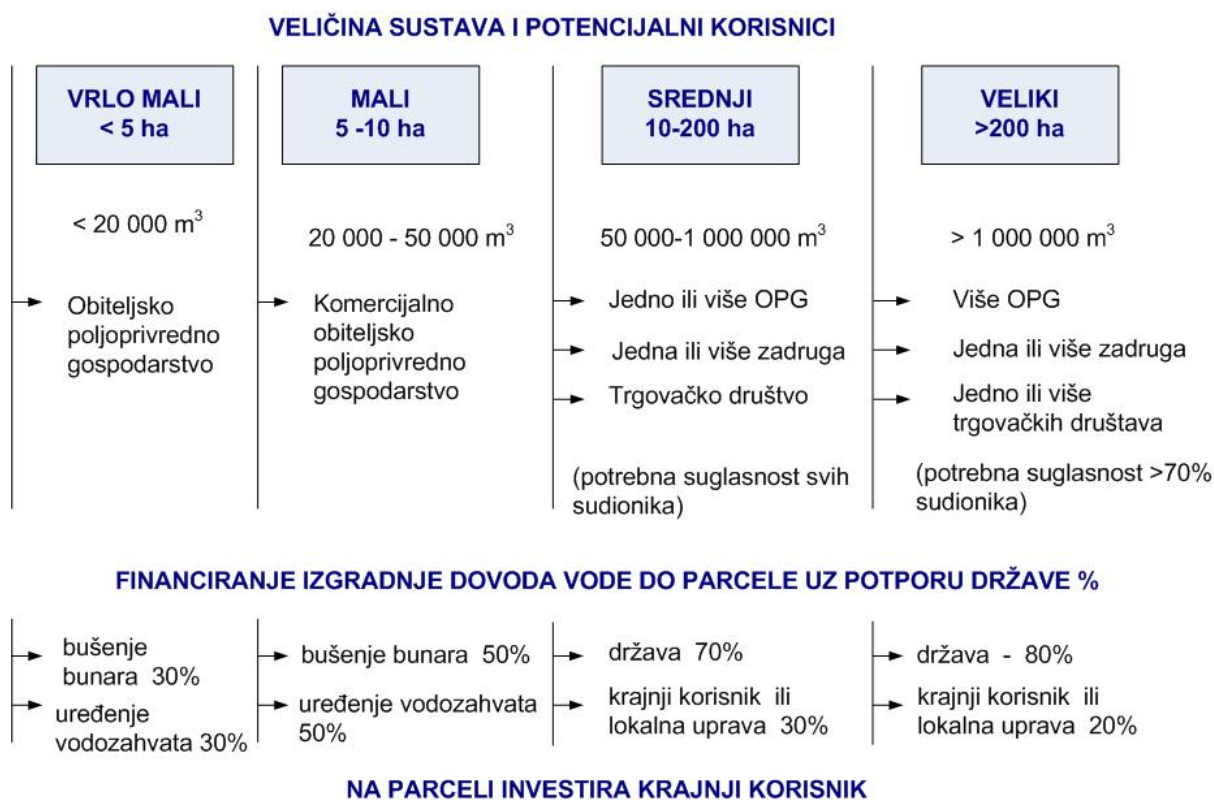 VELIČINA SUSTAVA I POTENCIJALNI KORISNICI
VRLO MALI
< 5 ha
MALI
5 -10 ha
SREDNJI
10-200 ha
VELIKI
>200 ha
< 20 000 m³
20 000 - 50 000 m³
50 000-1 000 000 m³
> 1 000 000 m³
Obiteljsko
poljoprivredno
gospodarstvo
Komercijalno
obiteljsko
poljoprivredno
gospodarstvo
Jedno ili više OPG
Jedna ili više zadruga
Trgovačko društvo
(potrebna suglasnost svih
sudionika)
Više OPG
Jedna ili više zadruga
Jedno ili više
trgovačkih društava
(potrebna suglasnost >70%
sudionika)
FINANCIRANJE IZGRADNJE DOVODA VODE DO PARCELE UZ POTPORU DRŽAVE %
bušenje
bunara 30%
uređenje
vodozahvata 30%
bušenje bunara 50%
uređenje vodozahvata
50%
država 70%
krajnji korisnik ili
lokalna uprava 30%
država - 80%
krajnji korisnik ili
lokalna uprava 20%
NA PARCELI INVESTIRA KRAJNJI KORISNIK